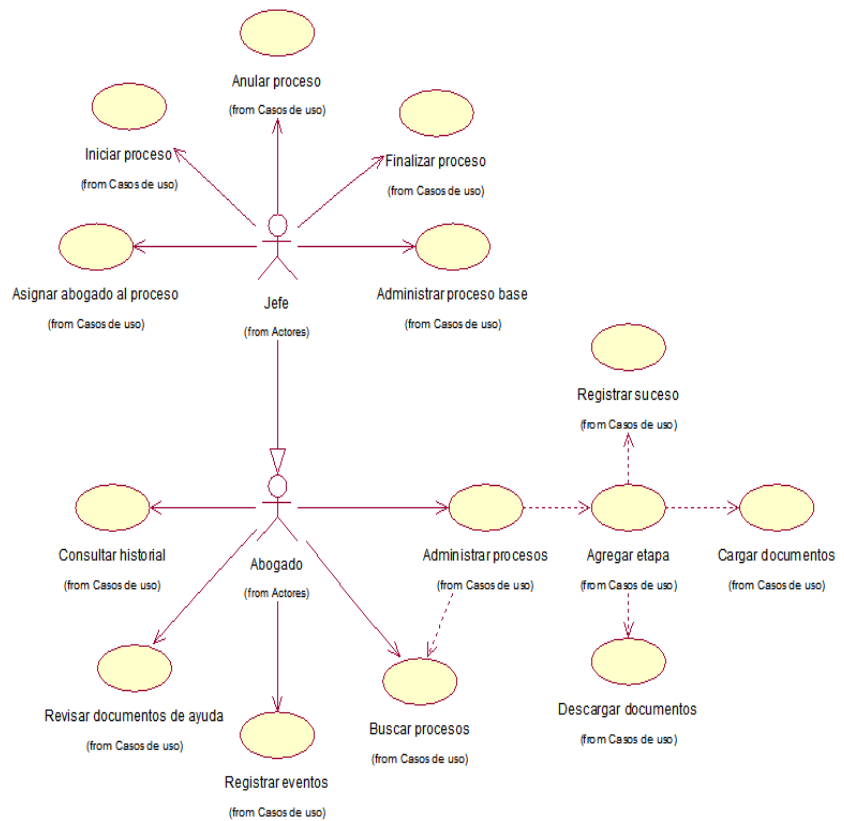 Anular proceso
(from Casos de uso)
Iniciar proceso
(from Casos de uso)
Finalizar proceso
(from Casos de uso)
Asignar abogado al proceso
(from Casos de uso)
Jefe
(from Actores)
Administrar proceso base
(from Casos de uso)
Registrar suceso
(from Casos de uso)
Consultar historial
(from Casos de uso)
Abogado
(from Actores)
Administrar procesos
(from Casos de uso)
Agregar etapa
(from Casos de uso)
Cargar documentos
(from Casos de uso)
Revisar documentos de ayuda
(from Casos de uso)
Registrar eventos
(from Casos de uso)
Buscar procesos
(from Casos de uso)
Descargar documentos
(from Casos de uso)